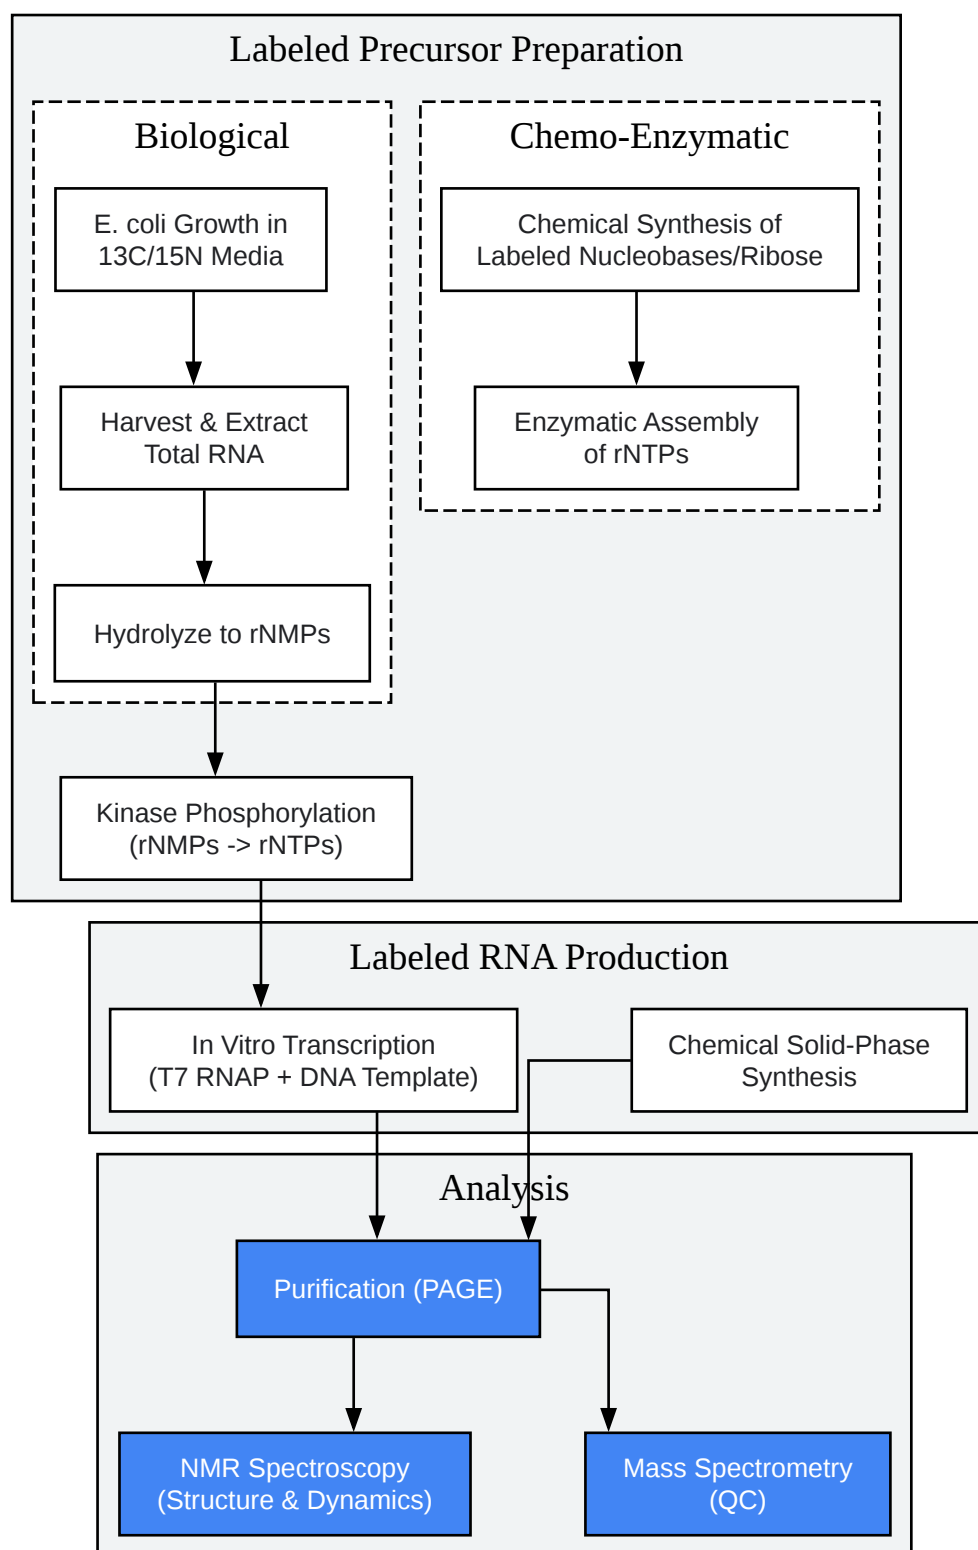 Labeled Precursor Preparation
Biological
E. coli Growth in
13C/15N Media
Harvest & Extract
Total RNA
Hydrolyze to rNMPs
Chemo-Enzymatic
Chemical Synthesis of
Labeled Nucleobases/Ribose
Enzymatic Assembly
of rNTPs
Kinase Phosphorylation
(rNMPs -> rNTPs)
Labeled RNA Production
In Vitro Transcription
(T7 RNAP + DNA Template)
Chemical Solid-Phase
Synthesis
Analysis
Purification (PAGE)
NMR Spectroscopy
(Structure & Dynamics)
Mass Spectrometry
(QC)